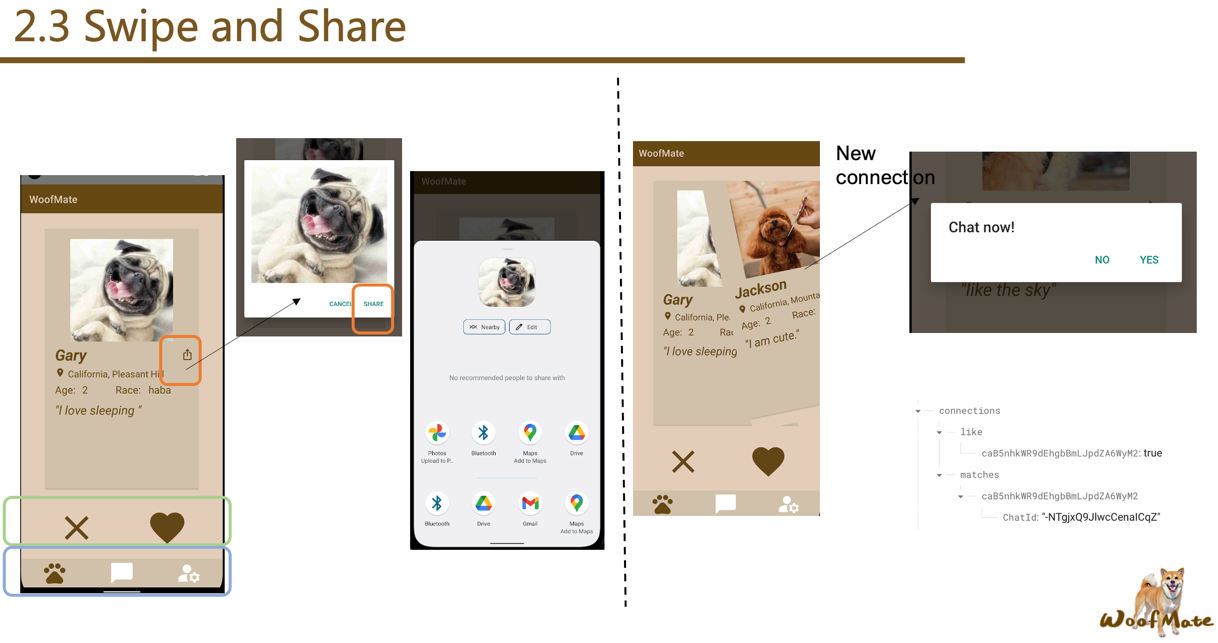 2.3 Swipe and Share
WoofMate
Gary
California, Pleasant Hil
Age: 2 Race: haba
"I love sleeping "
CANCEL SHARE
WoofMate
Nearby Edit
No recommended people to share with
Photos Bluetooth Maps Drive
Upload to P... Add to Maps
Bluetooth Drive Gmail Maps
Add to Maps
WoofMate
Gary
California, Ple
Age: 2 Ra
"I love sleeping
Jackson
California, Mounta
Age: 2 Race:
"I am cute."
New
connection
Chat now!
NO YES
"like the sky"
connections
like
caB5nhkWR9dEhgbBmLJpdZA6WyM2: true
matches
caB5nhkWR9dEhgbBmLJpdZA6WyM2
ChatId: "-NTgjxQ9JlwcCenaICqZ"
WoofMate